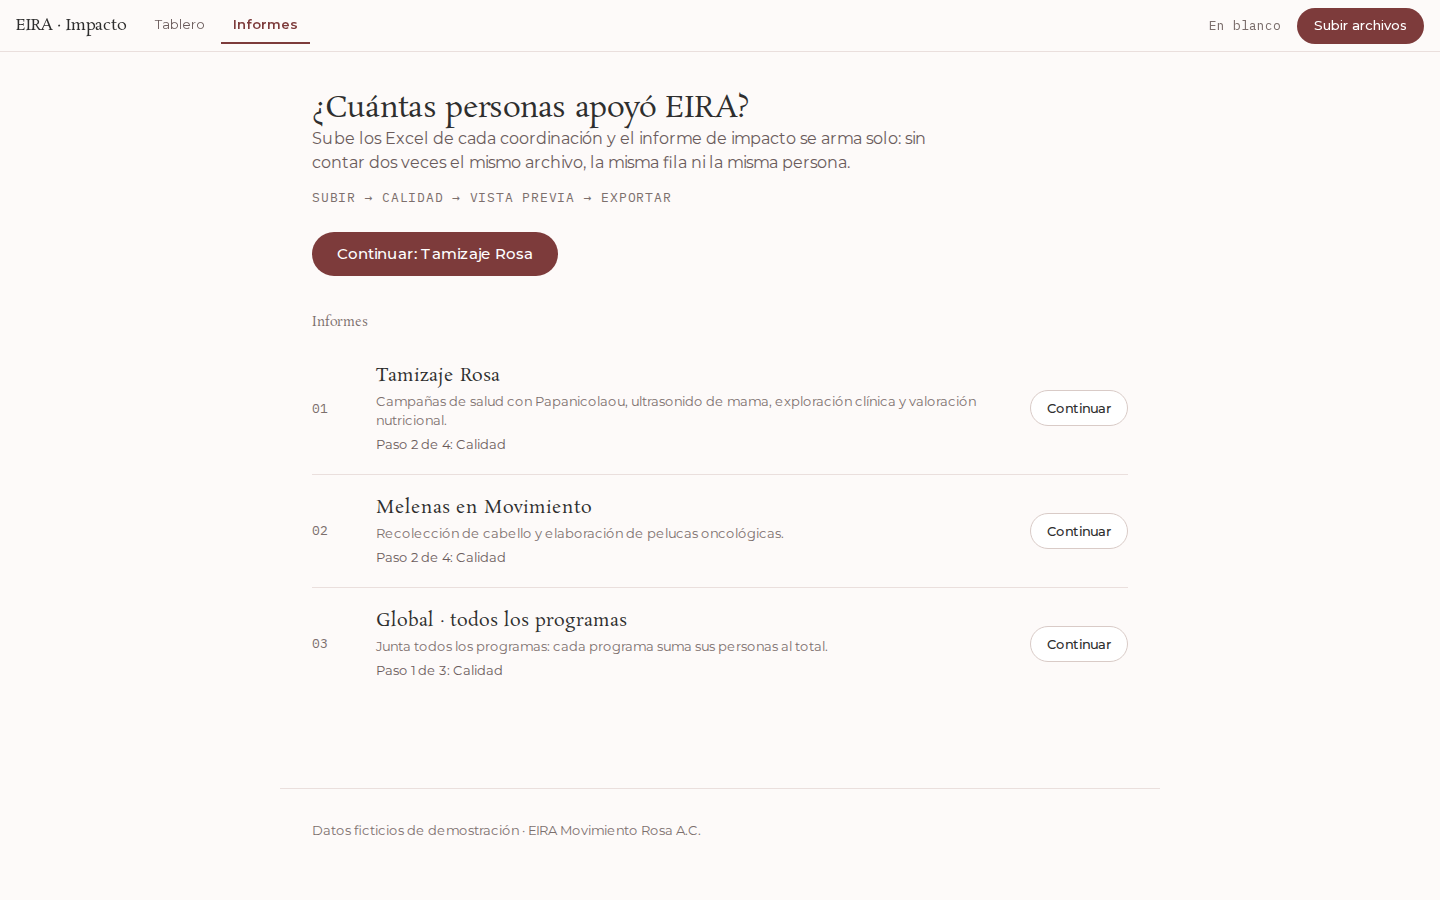 EIRA · Impacto
Tablero
Informes
En blanco
Subir archivos
¿Cuántas personas apoyó EIRA?
Sube los Excel de cada coordinación y el informe de impacto se arma solo: sin
contar dos veces el mismo archivo, la misma fila ni la misma persona.
SUBIR → CALIDAD → VISTA PREVIA → EXPORTAR
Continuar: Tamizaje Rosa
Informes
01
Tamizaje Rosa
Campañas de salud con Papanicolaou, ultrasonido de mama, exploración clínica y valoración
nutricional.
Paso 2 de 4: Calidad
Continuar
02
Melenas en Movimiento
Recolección de cabello y elaboración de pelucas oncológicas.
Paso 2 de 4: Calidad
Continuar
03
Global · todos los programas
Junta todos los programas: cada programa suma sus personas al total.
Paso 1 de 3: Calidad
Continuar
Datos ficticios de demostración · EIRA Movimiento Rosa A.C.